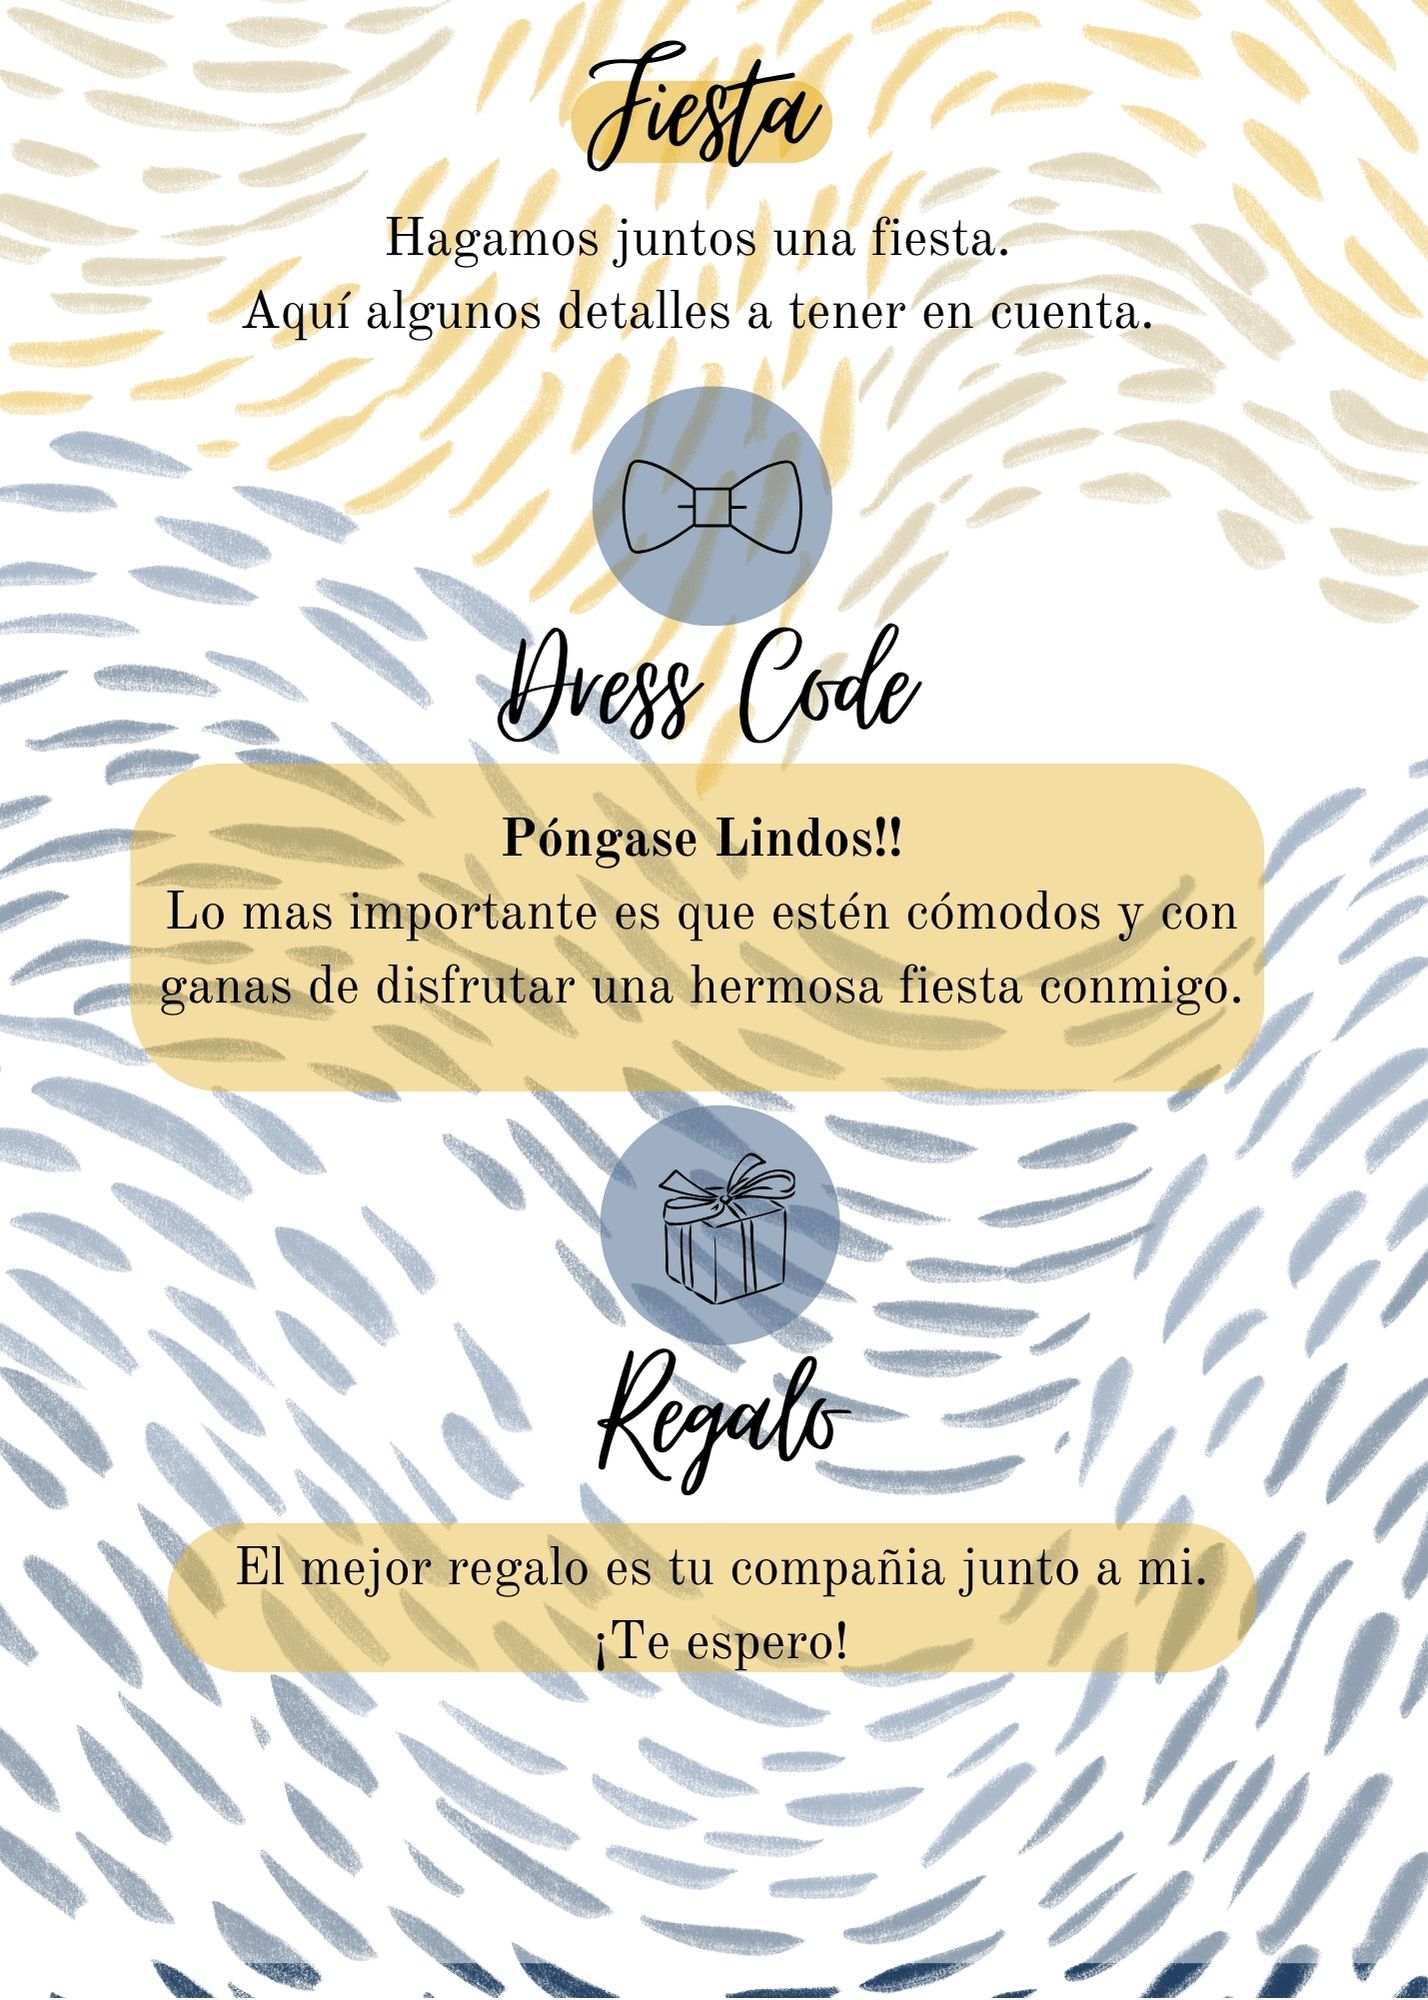 Fiesta
Hagamos juntos una fiesta.
Aquí algunos detalles a tener en cuenta.
Dress Code
Póngase Lindos!!
Lo mas importante es que estén cómodos y con
ganas de disfrutar una hermosa fiesta conmigo.
Regalo
El mejor regalo es tu compañia junto a mi.
¡Te espero!